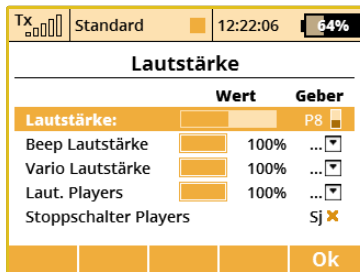 Tx Standard 12:22:06 64%
Lautstärke
Wert Geber
Lautstärke: P8
Beep Lautstärke 100% ...
Vario Lautstärke 100% ...
Laut. Players 100% ...
Stoppschalter Players Sj
Ok